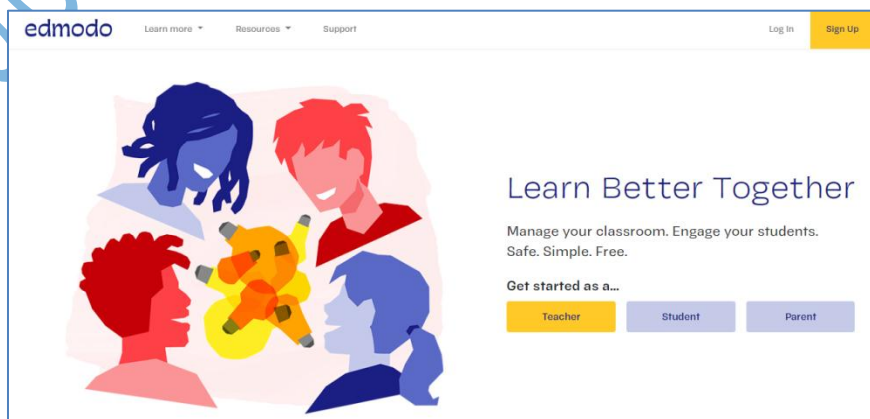 edmodo Learn more Resources Support Log In Sign Up
Learn Better Together
Manage your classroom. Engage your students.
Safe. Simple. Free.
Get started as a...
Teacher Student Parent